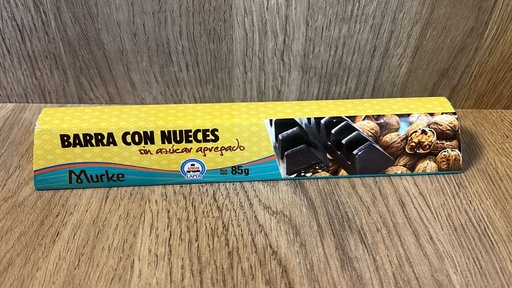 BARRA CON NUECES
sin azúcar agregado
Murke
85g